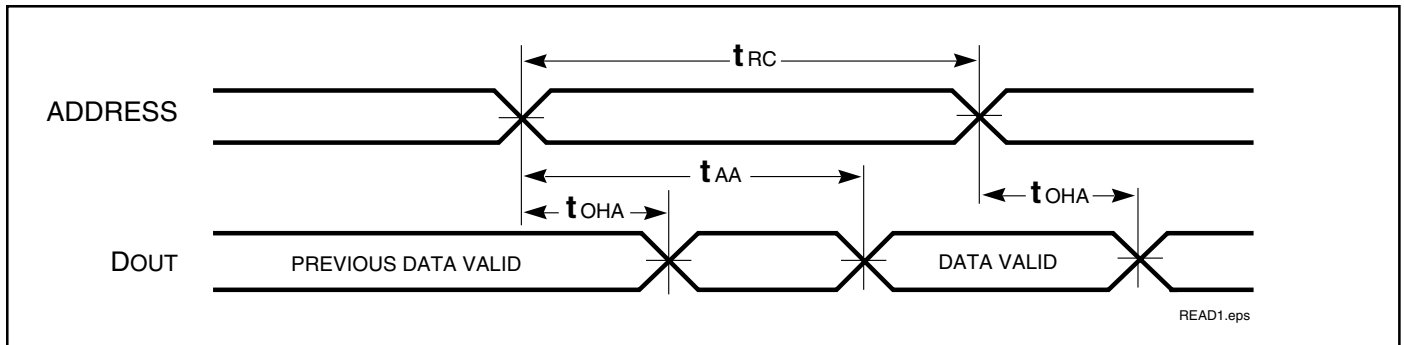 tRC
ADDRESS
tAA
tOHA
tOHA
DOUT
PREVIOUS DATA VALID
DATA VALID
READ1.eps